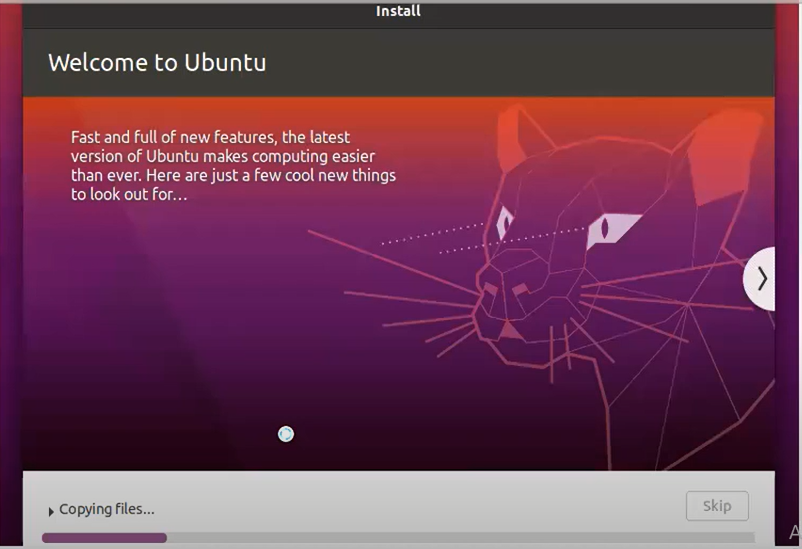 Install
Welcome to Ubuntu
Fast and full of new features, the latest
version of Ubuntu makes computing easier
than ever. Here are just a few cool new things
to look out for...
Copying files...
Skip